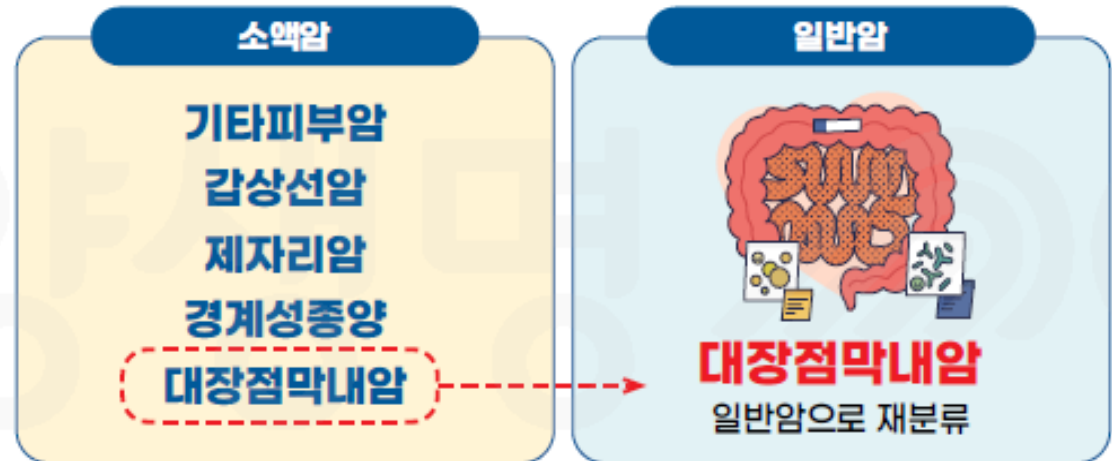 소액암
기타피부암
갑상선암
제자리암
경계성종양
대장점막내암
일반암
대장점막내암
일반암으로 재분류